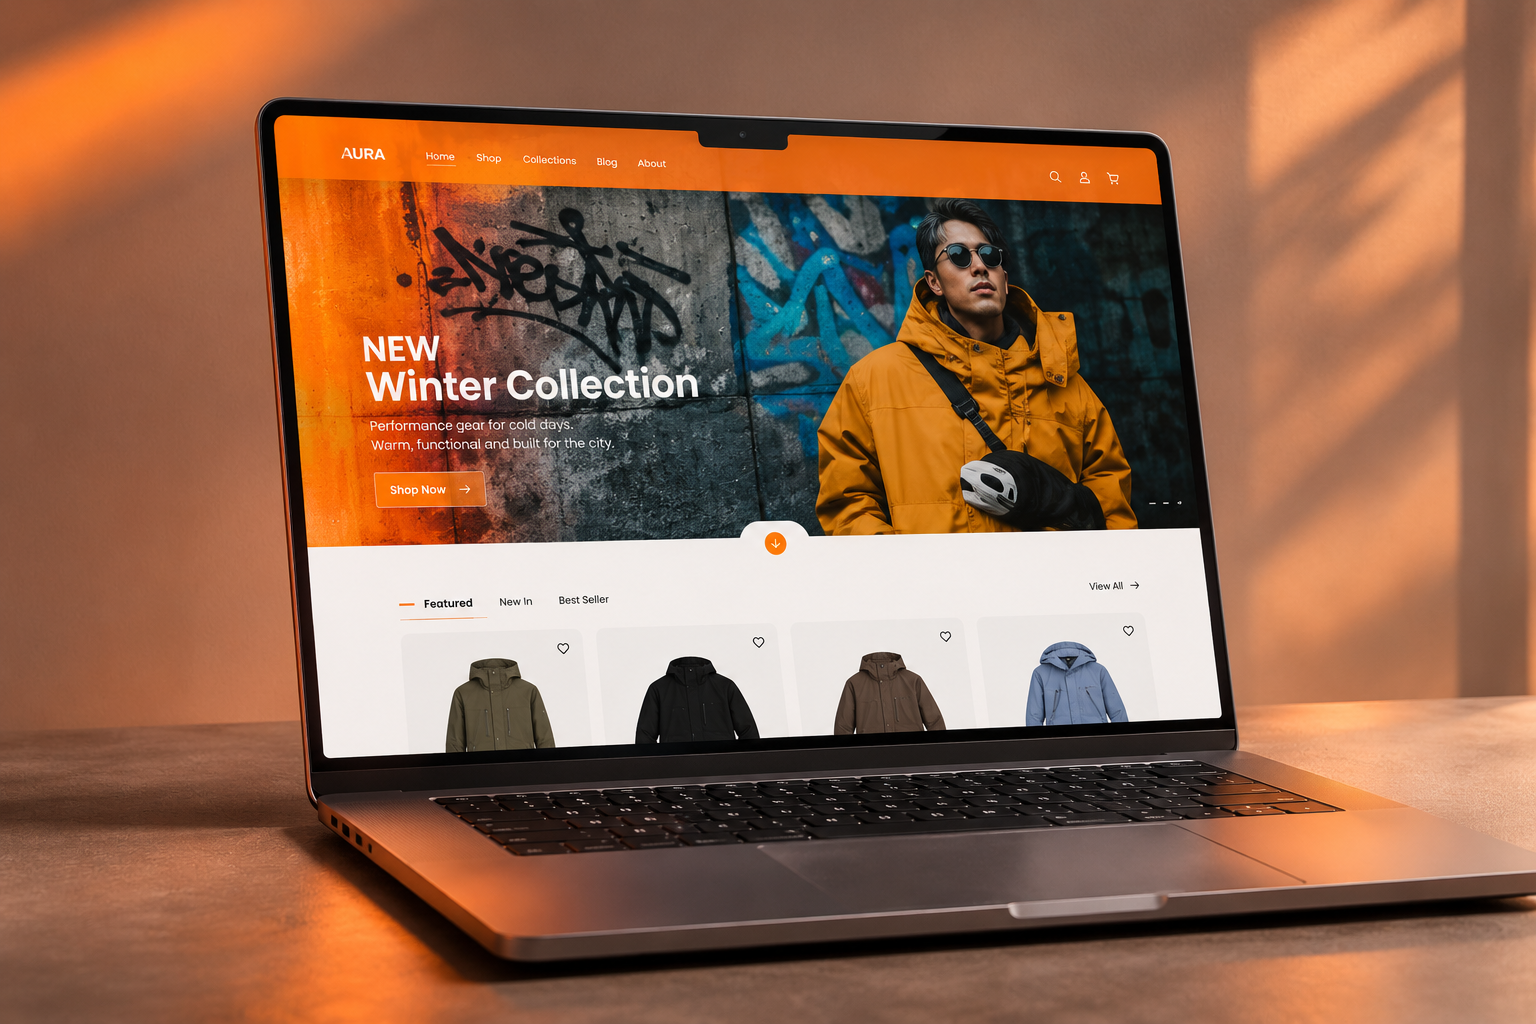 AURA
Home Shop Collections Blog About
NEW
Winter Collection
Performance gear for cold days.
Warm, functional and built for the city.
Shop Now →
Featured New In Best Seller
View All →